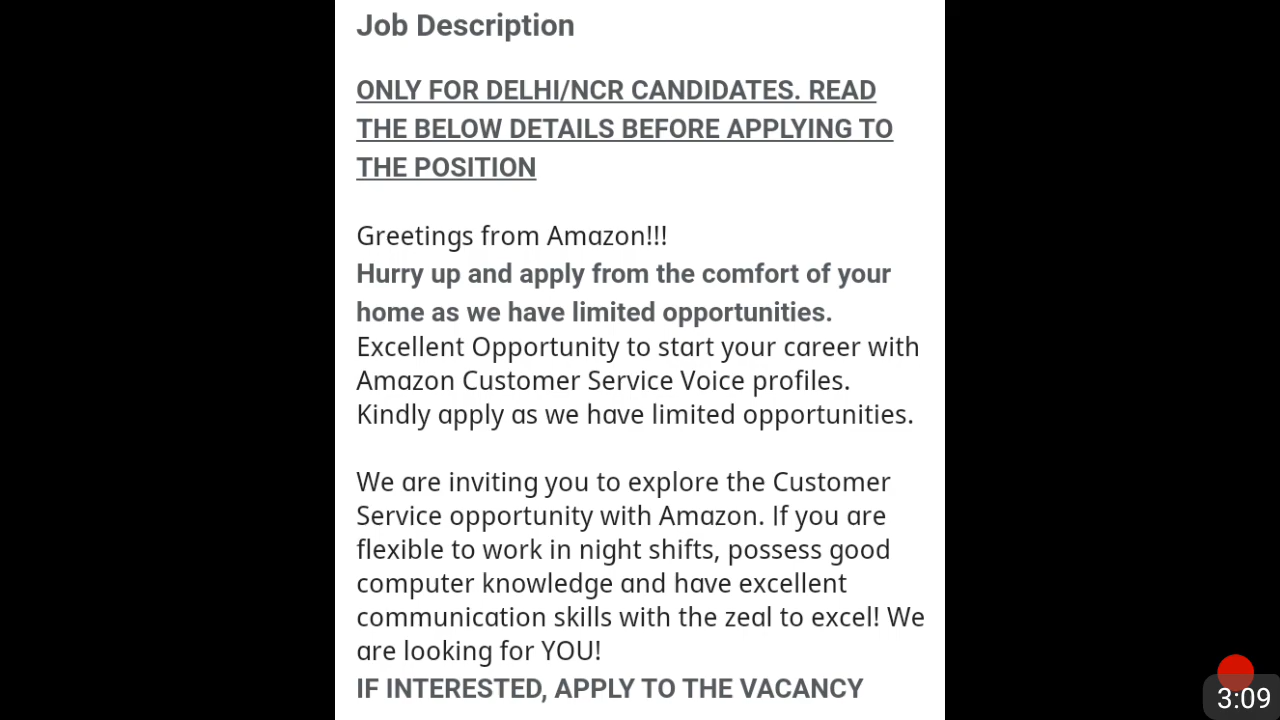 Job Description
ONLY FOR DELHI/NCR CANDIDATES. READ
THE BELOW DETAILS BEFORE APPLYING TO
THE POSITION
Greetings from Amazon!!!
Hurry up and apply from the comfort of your
home as we have limited opportunities.
Excellent Opportunity to start your career with
Amazon Customer Service Voice profiles.
Kindly apply as we have limited opportunities.
We are inviting you to explore the Customer
Service opportunity with Amazon. If you are
flexible to work in night shifts, possess good
computer knowledge and have excellent
communication skills with the zeal to excel! We
are looking for YOU!
IF INTERESTED, APPLY TO THE VACANCY
3:09